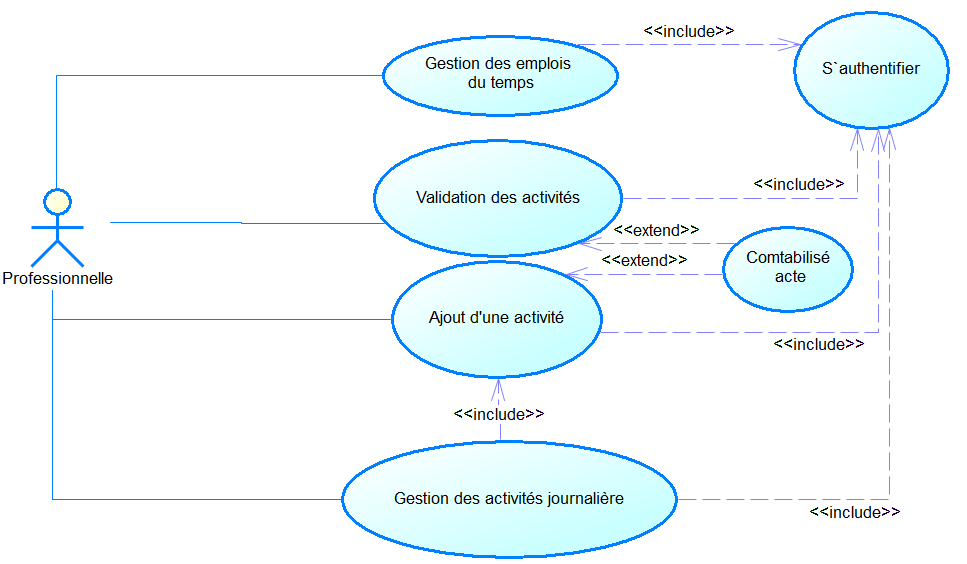 <<include>>
Gestion des emplois
du temps
S`authentifier
Validation des activités
<<include>>
<<extend>>
<<extend>>
Comtabilisé
acte
Professionnelle
Ajout d'une activité
<<include>>
<<include>>
Gestion des activités journalière
<<include>>